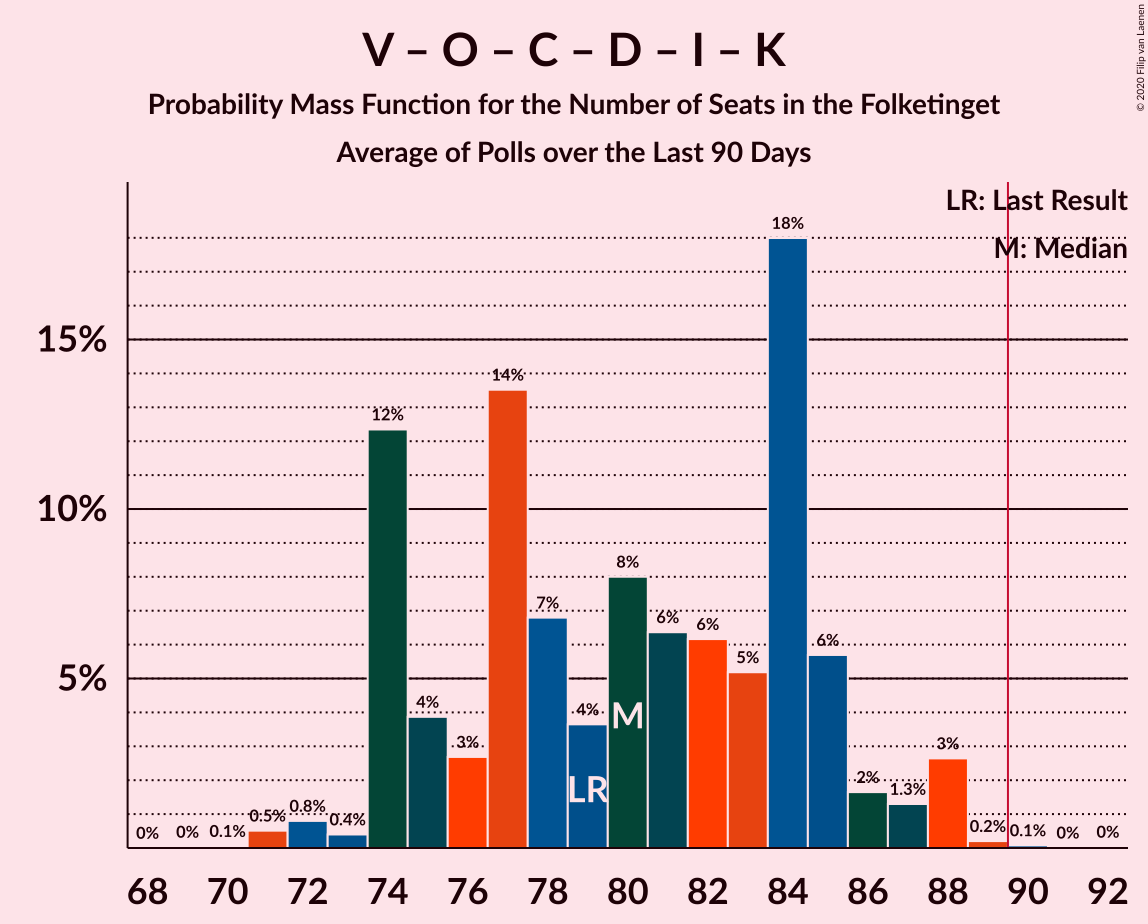 V – O – C – D – I – K
Probability Mass Function for the Number of Seats in the Folketinget
Average of Polls over the Last 90 Days
© 2020 Filip van Laenen
LR: Last Result
M: Median
18%
15%
14%
12%
10%
8%
7%
6% 6% 6%
5%
5%
4% 4%
M
3% 3%
LR
2% 1.3%
0% 0% 0.1% 0.5% 0.8% 0.4% 0.2% 0.1% 0% 0%
68 70 72 74 76 78 80 82 84 86 88 90 92